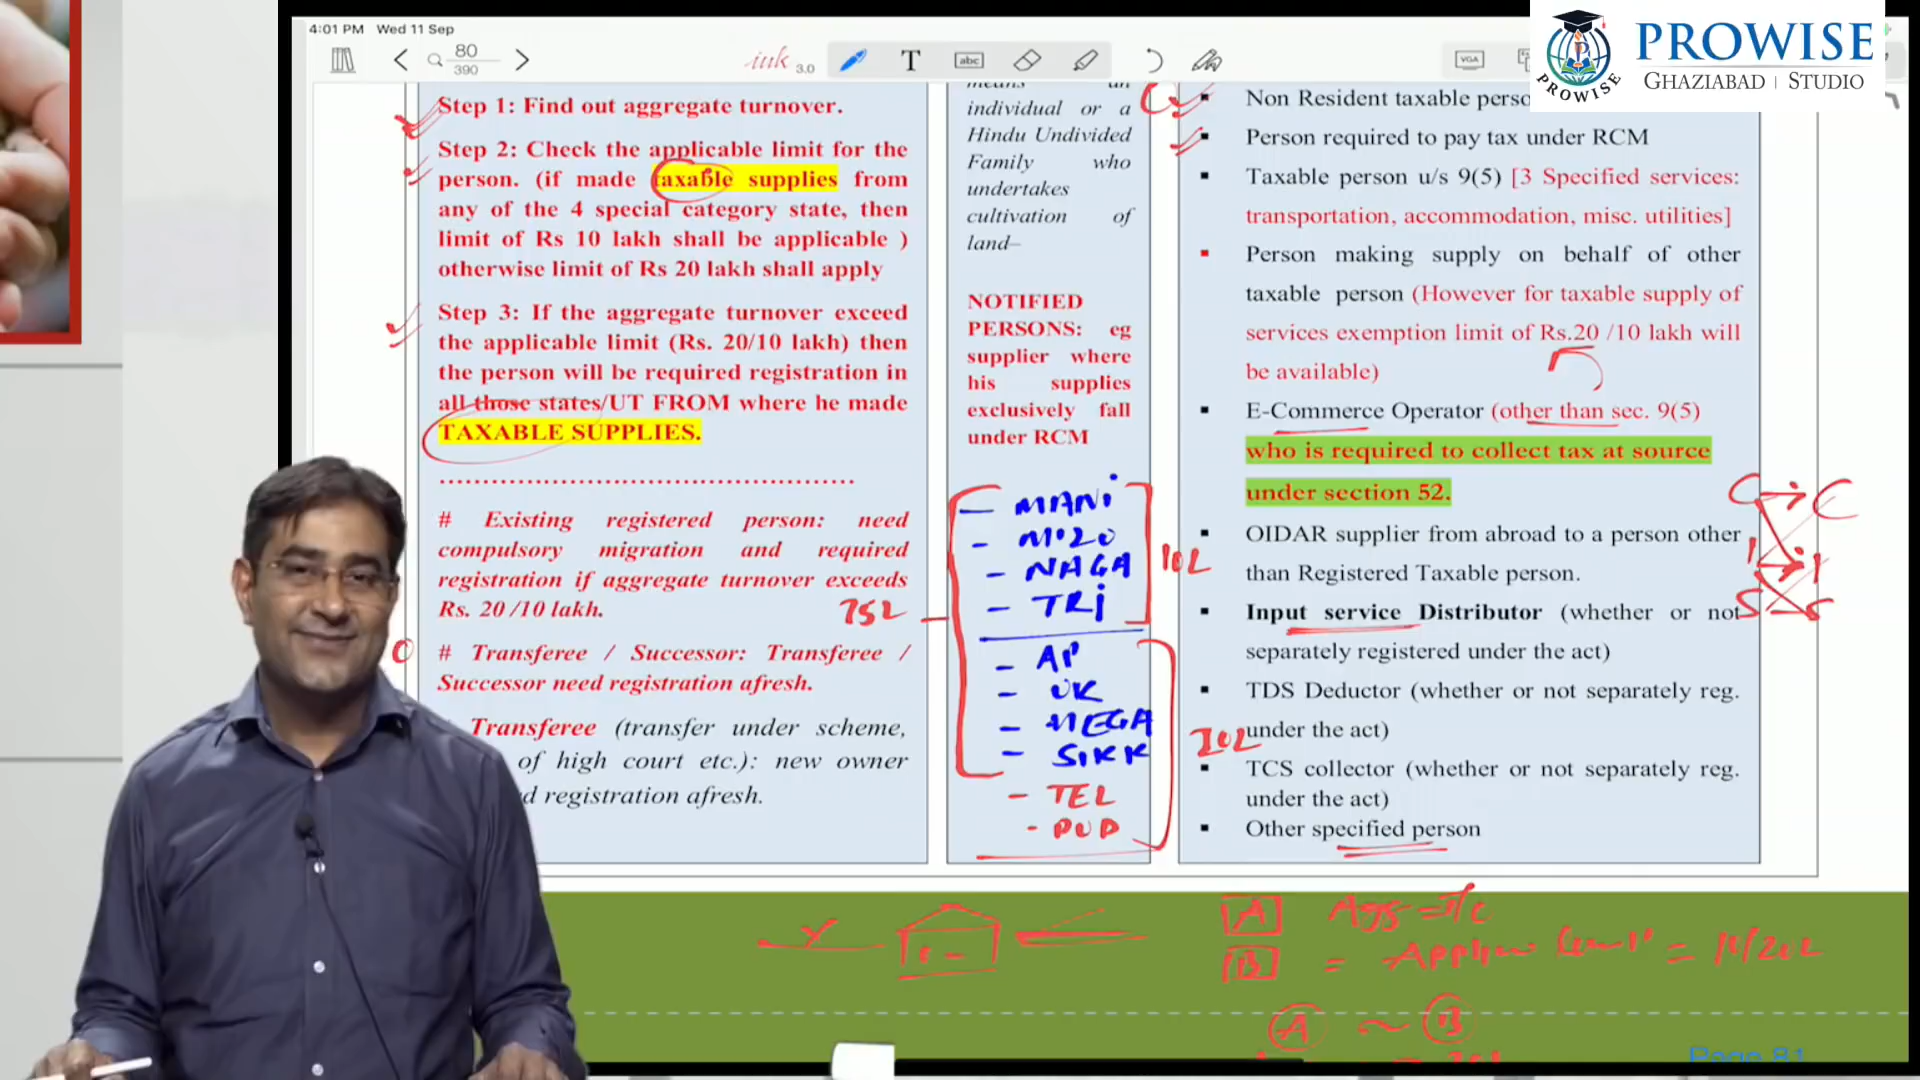 4:01 PM Wed 11 Sep
80
390
ink 3.0
T
abc
VGA
PROWISE
GHAZIABAD | STUDIO
PROWISE
Step 1: Find out aggregate turnover.
Step 2: Check the applicable limit for the
person. (if made taxable supplies from
any of the 4 special category state, then
limit of Rs 10 lakh shall be applicable )
otherwise limit of Rs 20 lakh shall apply
Step 3: If the aggregate turnover exceed
the applicable limit (Rs. 20/10 lakh) then
the person will be required registration in
all those states/UT FROM where he made
TAXABLE SUPPLIES.
# Existing registered person: need
compulsory migration and required
registration if aggregate turnover exceeds
Rs. 20 /10 lakh.
# Transferee / Successor: Transferee /
Successor need registration afresh.
Transferee (transfer under scheme,
of high court etc.): new owner
registration afresh.
means an
individual or a
Hindu Undivided
Family who
undertakes
cultivation of
land–
NOTIFIED
PERSONS: eg
supplier where
his supplies
exclusively fall
under RCM
- MANi
- MIZO
- NAGA
- TRi
10L
75L
- AP
- UK
- MEGA
- SIKK
- TEL
- PUD
20L
Non Resident taxable
Person required to pay tax under RCM
Taxable person u/s 9(5) [3 Specified services:
transportation, accommodation, misc. utilities]
Person making supply on behalf of other
taxable person (However for taxable supply of
services exemption limit of Rs.20 /10 lakh will
be available)
E-Commerce Operator (other than sec. 9(5)
who is required to collect tax at source
under section 52.
OIDAR supplier from abroad to a person other
than Registered Taxable person.
Input service Distributor (whether or not
separately registered under the act)
TDS Deductor (whether or not separately reg.
under the act)
TCS collector (whether or not separately reg.
under the act)
Other specified person
C C
I I
S S
A Agg T/O
B = = 10/20L
A ~ B
Page 81